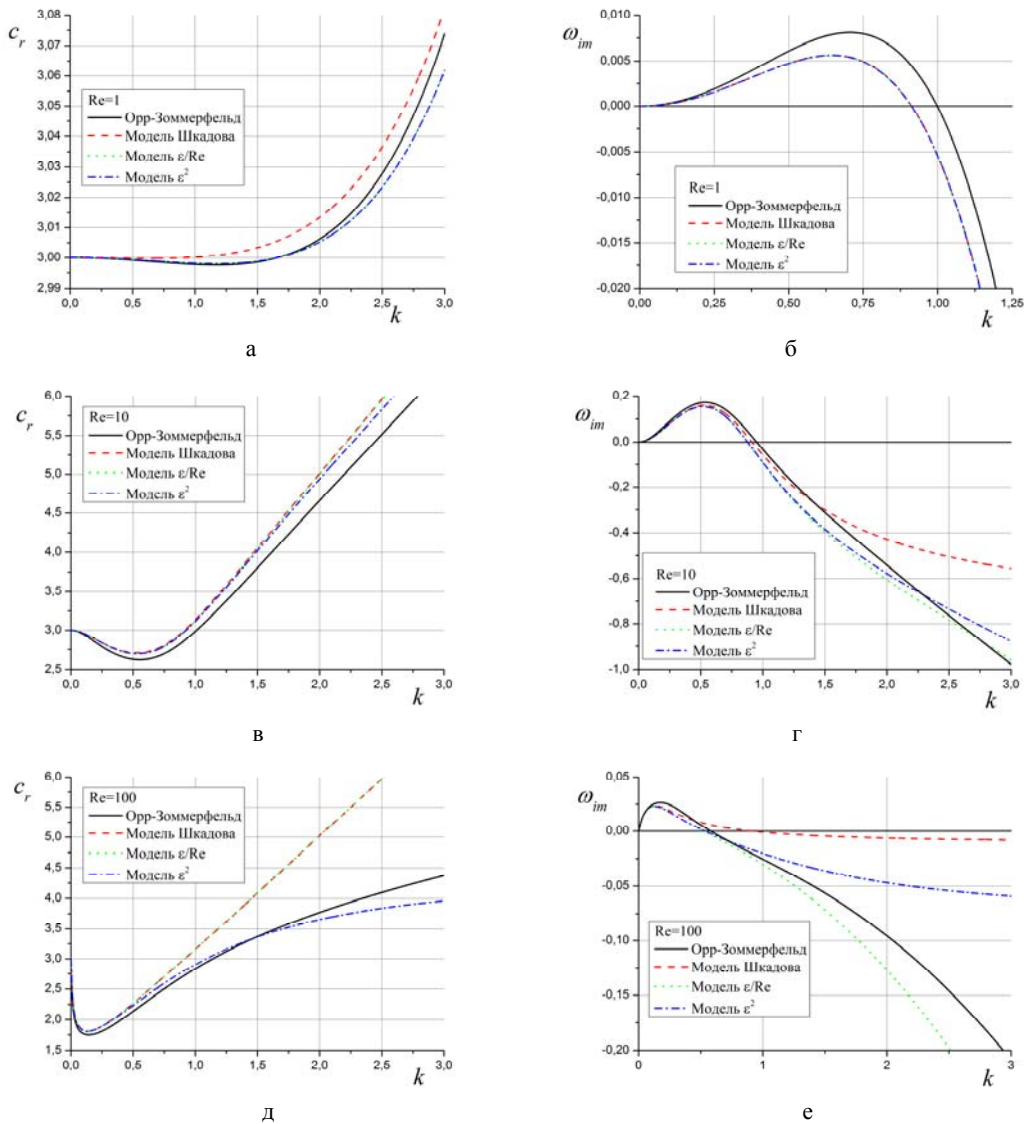 c_r
3,08
3,07
3,06
3,05
3,04
3,03
3,02
3,01
3,00
2,99
Re=1
Орр-Зоммерфельд
Модель Шкадова
Модель ε/Re
Модель ε²
0,0 0,5 1,0 1,5 2,0 2,5 3,0
k
а
ω_im
0,010
0,005
0,000
-0,005
-0,010
-0,015
-0,020
Re=1
Орр-Зоммерфельд
Модель Шкадова
Модель ε/Re
Модель ε²
0,00 0,25 0,50 0,75 1,00 1,25
k
б
c_r
6,0
5,5
5,0
4,5
4,0
3,5
3,0
2,5
Re=10
Орр-Зоммерфельд
Модель Шкадова
Модель ε/Re
Модель ε²
0,0 0,5 1,0 1,5 2,0 2,5 3,0
k
в
ω_im
0,2
0,0
-0,2
-0,4
-0,6
-0,8
-1,0
Re=10
Орр-Зоммерфельд
Модель Шкадова
Модель ε/Re
Модель ε²
0,0 0,5 1,0 1,5 2,0 2,5 3,0
k
г
c_r
6,0
5,5
5,0
4,5
4,0
3,5
3,0
2,5
2,0
1,5
Re=100
Орр-Зоммерфельд
Модель Шкадова
Модель ε/Re
Модель ε²
0,0 0,5 1,0 1,5 2,0 2,5 3,0
k
д
ω_im
0,05
0,00
-0,05
-0,10
-0,15
-0,20
Re=100
Орр-Зоммерфельд
Модель Шкадова
Модель ε/Re
Модель ε²
0 1 2 3
k
е